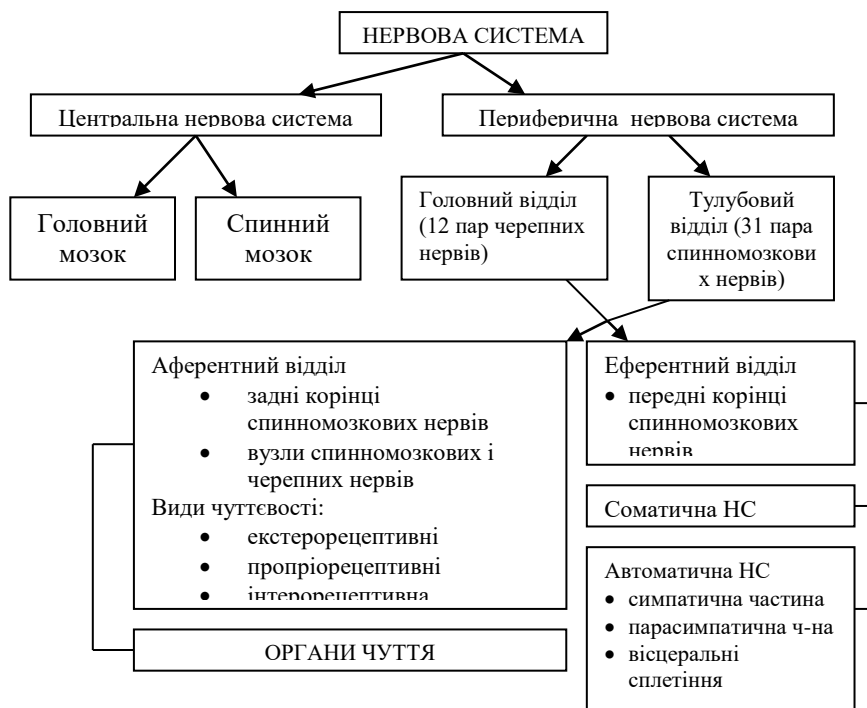 НЕРВОВА СИСТЕМА
Центральна нервова система
Периферична нервова система
Головний
мозок
Спинний
мозок
Головний відділ
(12 пар черепних
нервів)
Тулубовий
відділ (31 пара
спинномозкови
х нервів)
Аферентний відділ
• задні корінці
спинномозкових нервів
• вузли спинномозкових і
черепних нервів
Види чуттєвості:
• екстерорецептивні
• пропріорецептивні
• інтерорецептивна
ОРГАНИ ЧУТТЯ
Еферентний відділ
• передні корінці
спинномозкових
нервів
Соматична НС
Автоматична НС
• симпатична частина
• парасимпатична ч-на
• вісцеральні
сплетіння